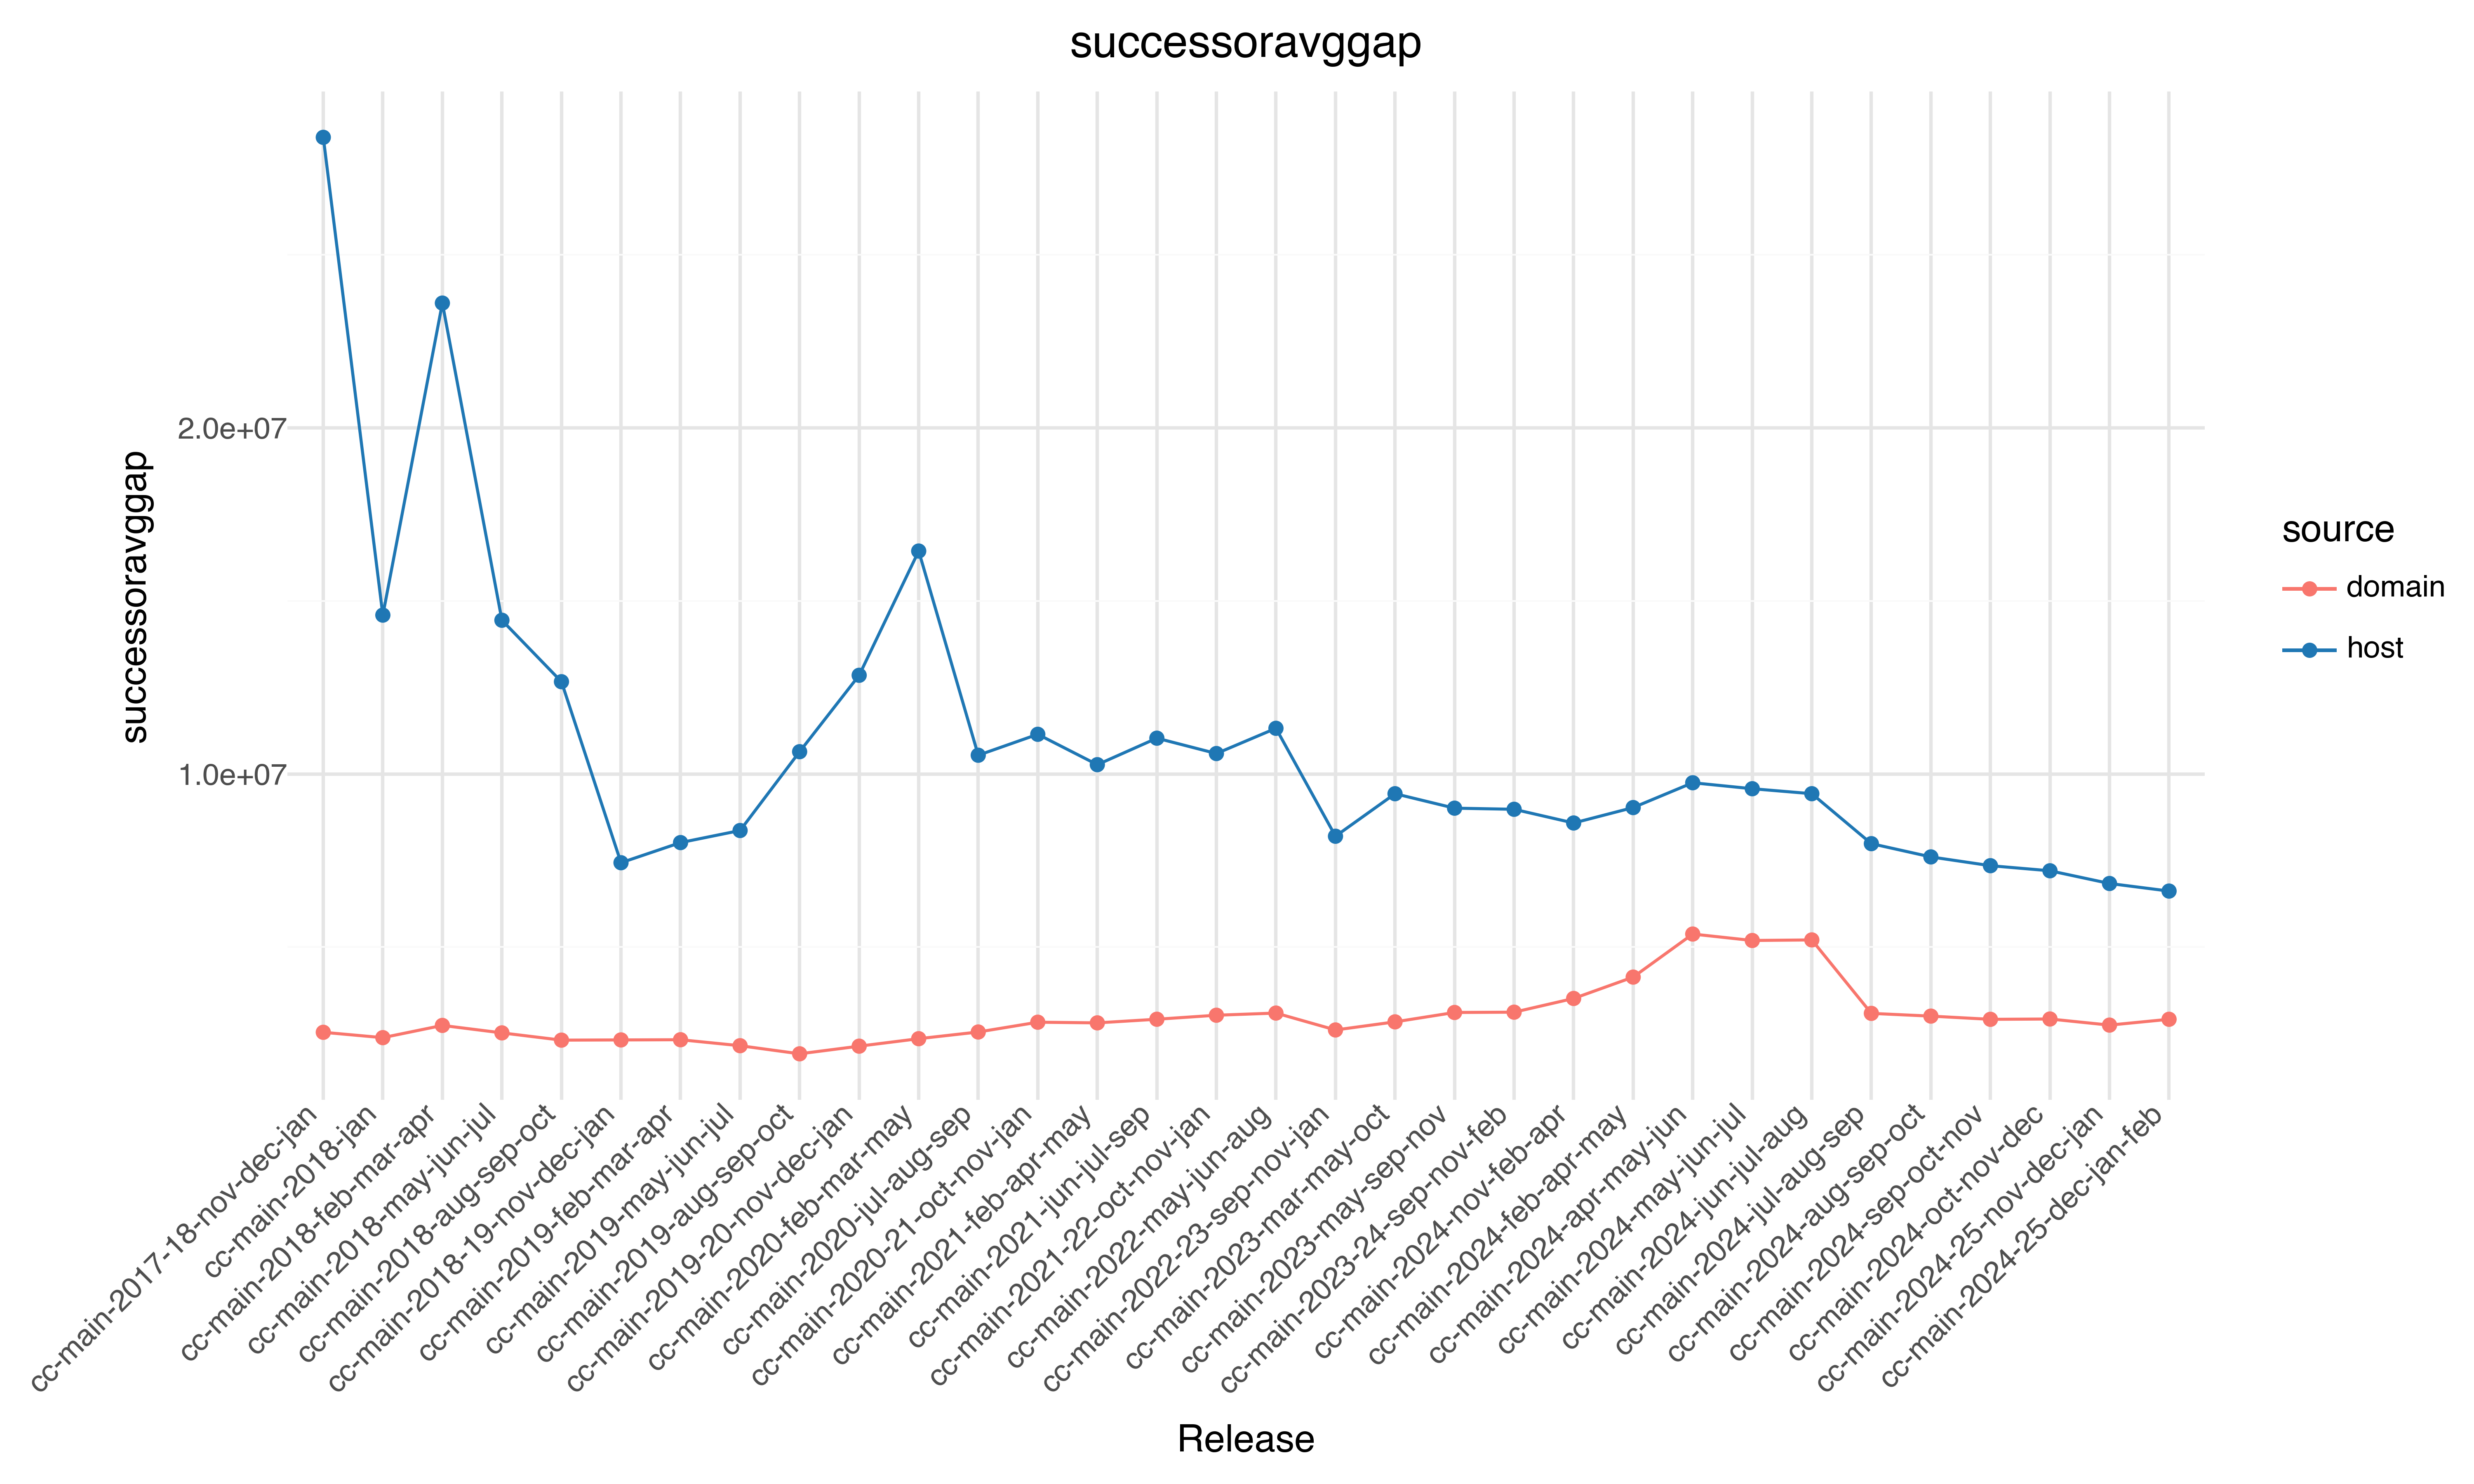 successoravggap
successoravggap
2.0e+07
1.0e+07
source
domain
host
cc-main-2017-18-nov-dec-jan
cc-main-2018-jan
cc-main-2018-feb-mar-apr
cc-main-2018-may-jun-jul
cc-main-2018-aug-sep-oct
cc-main-2018-19-nov-dec-jan
cc-main-2019-feb-mar-apr
cc-main-2019-may-jun-jul
cc-main-2019-aug-sep-oct
cc-main-2019-20-nov-dec-jan
cc-main-2020-feb-mar-may
cc-main-2020-jul-aug-sep
cc-main-2020-21-oct-nov-jan
cc-main-2021-feb-apr-may
cc-main-2021-jun-jul-sep
cc-main-2021-22-oct-nov-jan
cc-main-2022-may-jun-aug
cc-main-2022-23-sep-nov-jan
cc-main-2023-mar-may-oct
cc-main-2023-may-sep-nov
cc-main-2023-24-sep-nov-feb
cc-main-2024-nov-feb-apr
cc-main-2024-feb-apr-may
cc-main-2024-apr-may-jun
cc-main-2024-may-jun-jul
cc-main-2024-jun-jul-aug
cc-main-2024-jul-aug-sep
cc-main-2024-aug-sep-oct
cc-main-2024-sep-oct-nov
cc-main-2024-oct-nov-dec
cc-main-2024-25-nov-dec-jan
cc-main-2024-25-dec-jan-feb
Release